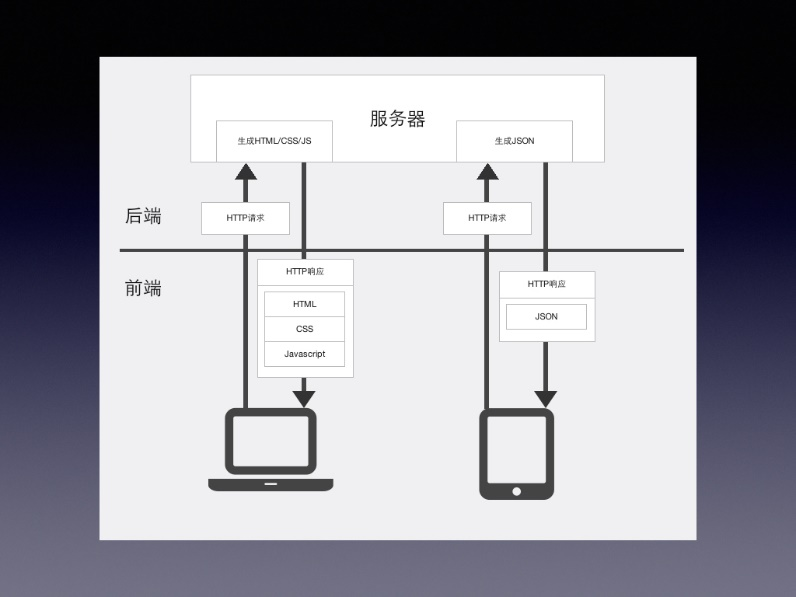 服务器
生成HTML/CSS/JS
生成JSON
后端
HTTP请求
HTTP请求
前端
HTTP响应
HTML
CSS
Javascript
HTTP响应
JSON